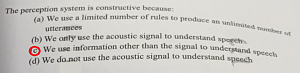 The perception system is constructive because:
(a) We use a limited number of rules to produce an unlimited number of
utterances
(b) We only use the acoustic signal to understand speech
(c) We use information other than the signal to understand speech
(d) We do not use the acoustic signal to understand speech